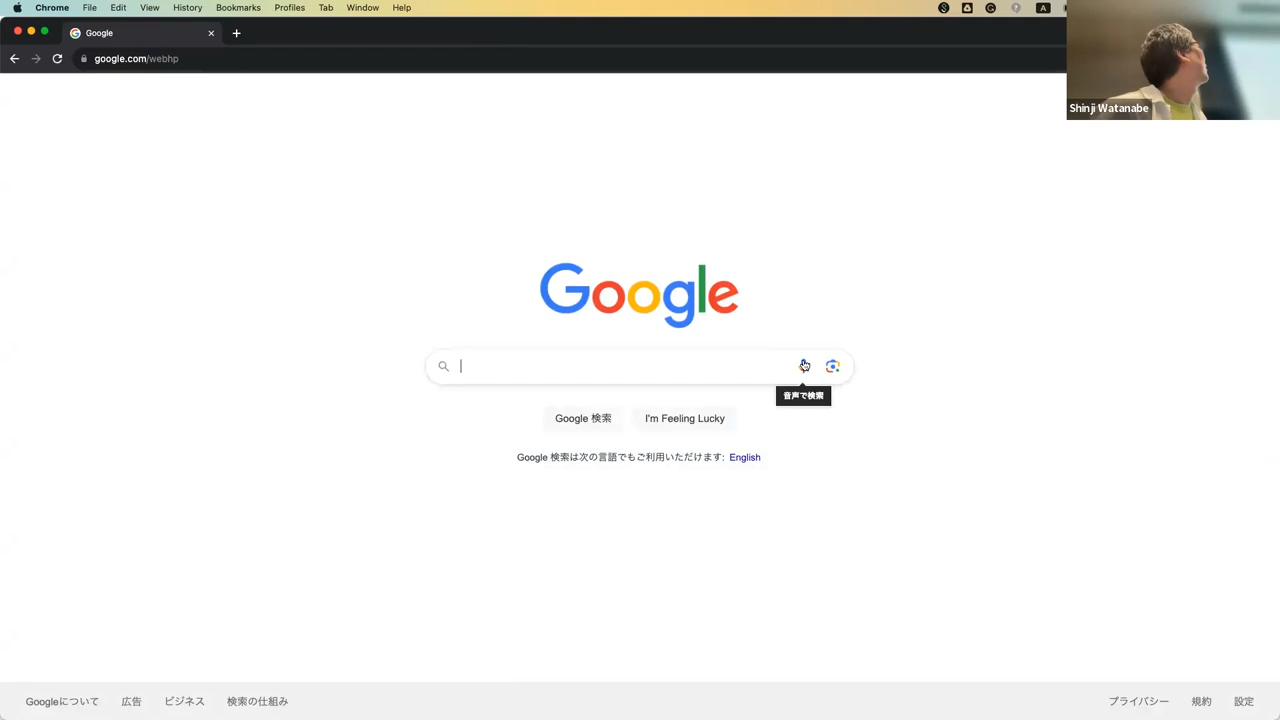 Chrome File Edit View History Bookmarks Profiles Tab Window Help
Google
google.com/webhp
Shinji Watanabe
Google
音声で検索
Google 検索 I'm Feeling Lucky
Google 検索は次の言語でもご利用いただけます: English
Googleについて 広告 ビジネス 検索の仕組み プライバシー 規約 設定